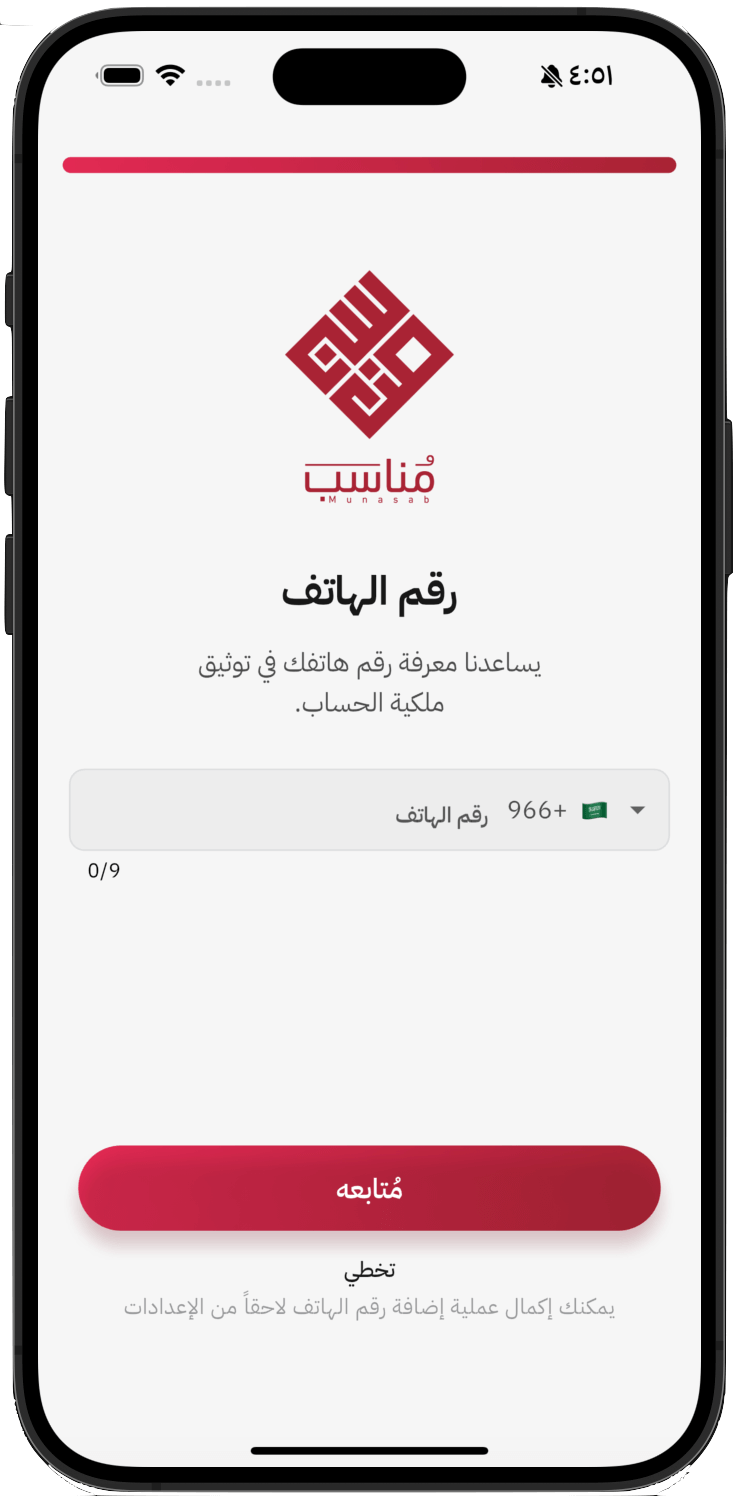 ٤:٥١
مُناسب
Munasab
رقم الهاتف
يساعدنا معرفة رقم هاتفك في توثيق
ملكية الحساب.
966+ رقم الهاتف
0/9
مُتابعه
تخطي
يمكنك إكمال عملية إضافة رقم الهاتف لاحقاً من الإعدادات